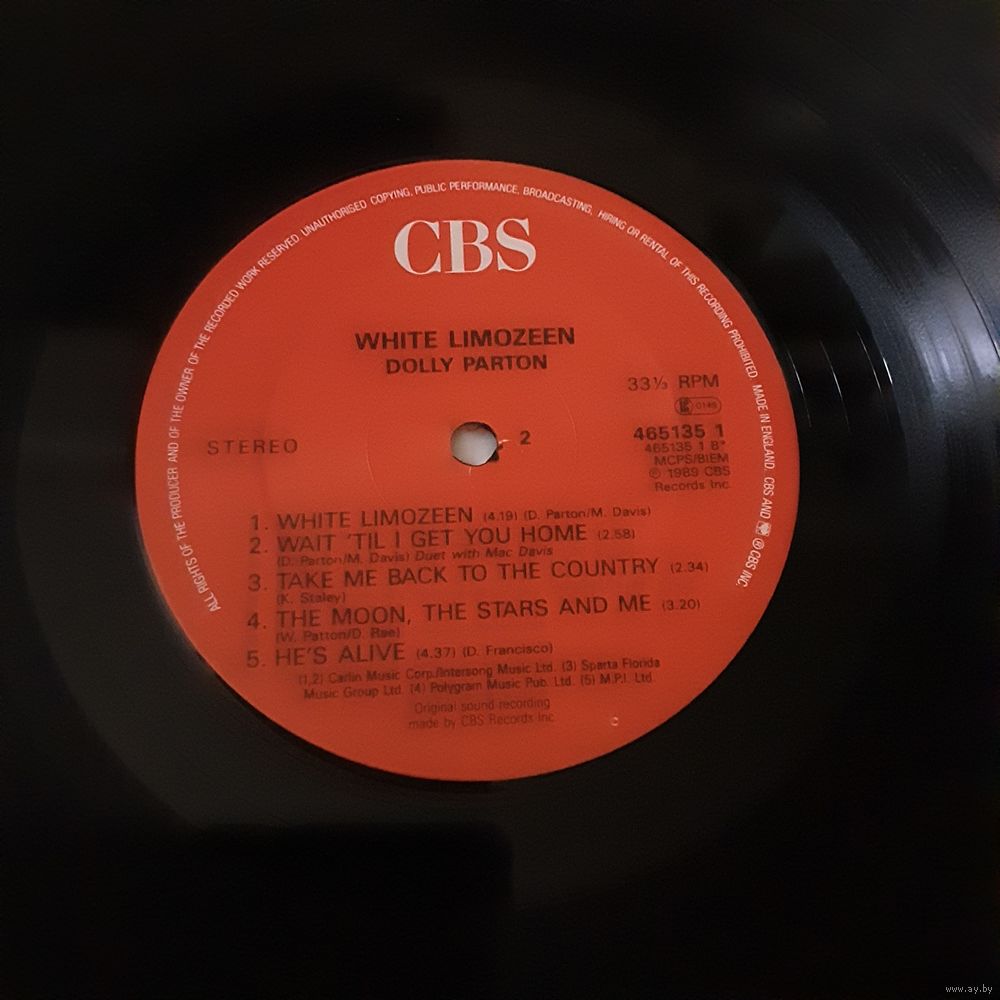 ALL RIGHTS OF THE PRODUCER AND OF THE OWNER OF THE RECORDED WORK RESERVED. UNAUTHORISED COPYING, PUBLIC PERFORMANCE, BROADCASTING, HIRING OR RENTAL OF THIS RECORDING PROHIBITED. MADE IN ENGLAND. CBS AND ℗ CBS INC.
CBS
WHITE LIMOZEEN
DOLLY PARTON
33⅓ RPM
0149
STEREO
2
465135 1
465135 1 B*
MCPS/BIEM
℗ 1989 CBS
Records Inc.
1. WHITE LIMOZEEN (4.19) (D. Parton/M. Davis)
2. WAIT 'TIL I GET YOU HOME (2.58)
(D. Parton/M. Davis) Duet with Mac Davis
3. TAKE ME BACK TO THE COUNTRY (2.34)
(K. Staley)
4. THE MOON, THE STARS AND ME (3.20)
(W. Patton/D. Rae)
5. HE'S ALIVE (4.37) (D. Francisco)
(1,2) Carlin Music Corp./Intersong Music Ltd. (3) Sparta Florida
Music Group Ltd. (4) Polygram Music Pub. Ltd. (5) M.P.I. Ltd.
Original sound recording
made by CBS Records Inc.
www.ay.by